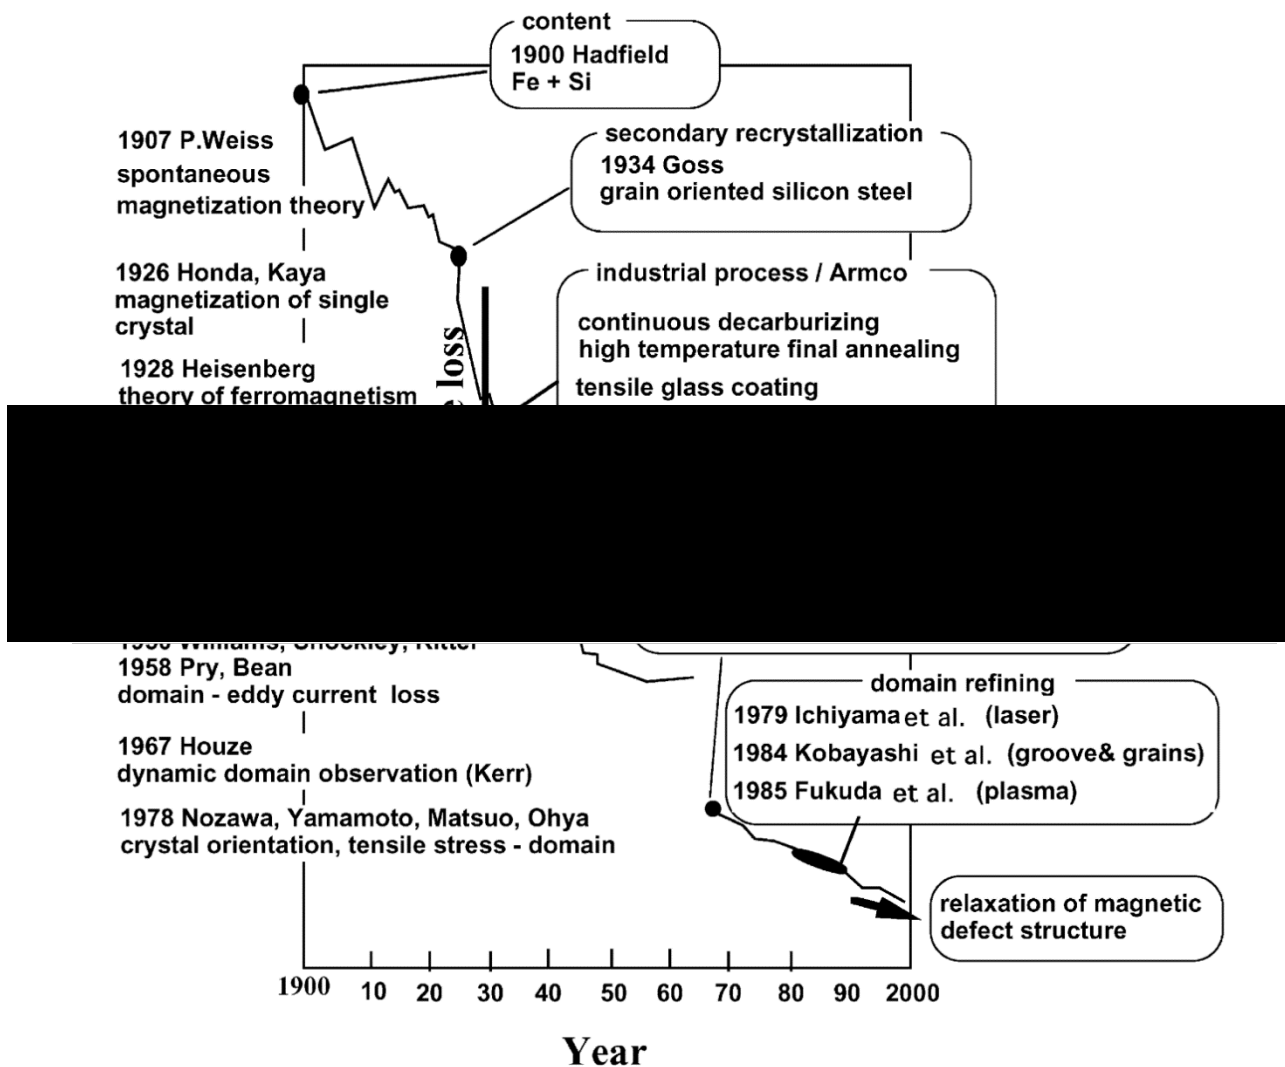 content
1900 Hadfield
Fe + Si
secondary recrystallization
1934 Goss
grain oriented silicon steel
industrial process / Armco
continuous decarburizing
high temperature final annealing
tensile glass coating
1907 P.Weiss
spontaneous
magnetization theory
1926 Honda, Kaya
magnetization of single
crystal
1928 Heisenberg
theory of ferromagnetism
loss
Williams, Shockley, Kittel
1958 Pry, Bean
domain - eddy current loss
1967 Houze
dynamic domain observation (Kerr)
1978 Nozawa, Yamamoto, Matsuo, Ohya
crystal orientation, tensile stress - domain
domain refining
1979 Ichiyama et al. (laser)
1984 Kobayashi et al. (groove& grains)
1985 Fukuda et al. (plasma)
relaxation of magnetic
defect structure
1900 10 20 30 40 50 60 70 80 90 2000
Year